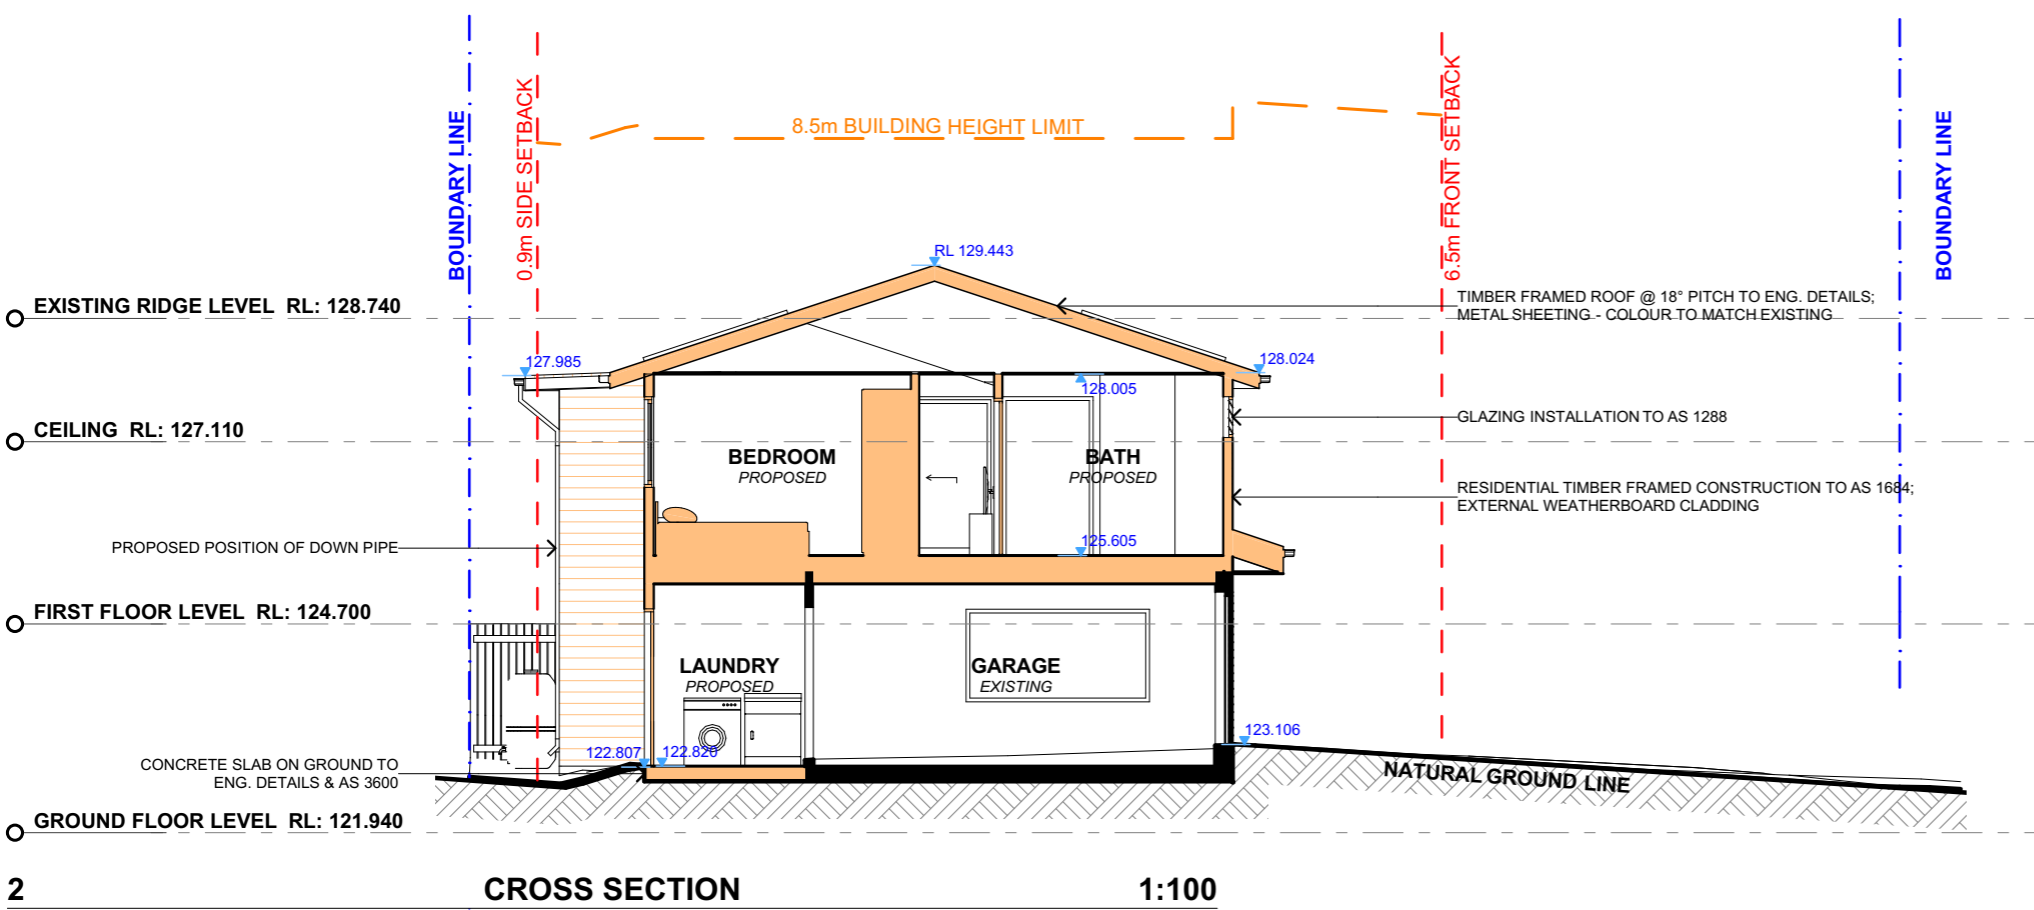 8.5m BUILDING HEIGHT LIMIT
BOUNDARY LINE
0.9m SIDE SETBACK
6.5m FRONT SETBACK
BOUNDARY LINE
RL 129.443
EXISTING RIDGE LEVEL RL: 128.740
TIMBER FRAMED ROOF @ 18° PITCH TO ENG. DETAILS;
METAL SHEETING - COLOUR TO MATCH EXISTING
127.985
128.024
128.005
GLAZING INSTALLATION TO AS 1288
CEILING RL: 127.110
BEDROOM
PROPOSED
BATH
PROPOSED
RESIDENTIAL TIMBER FRAMED CONSTRUCTION TO AS 1684;
EXTERNAL WEATHERBOARD CLADDING
PROPOSED POSITION OF DOWN PIPE
125.605
FIRST FLOOR LEVEL RL: 124.700
LAUNDRY
PROPOSED
GARAGE
EXISTING
122.807
122.820
123.106
CONCRETE SLAB ON GROUND TO
ENG. DETAILS & AS 3600
NATURAL GROUND LINE
GROUND FLOOR LEVEL RL: 121.940
2 CROSS SECTION 1:100